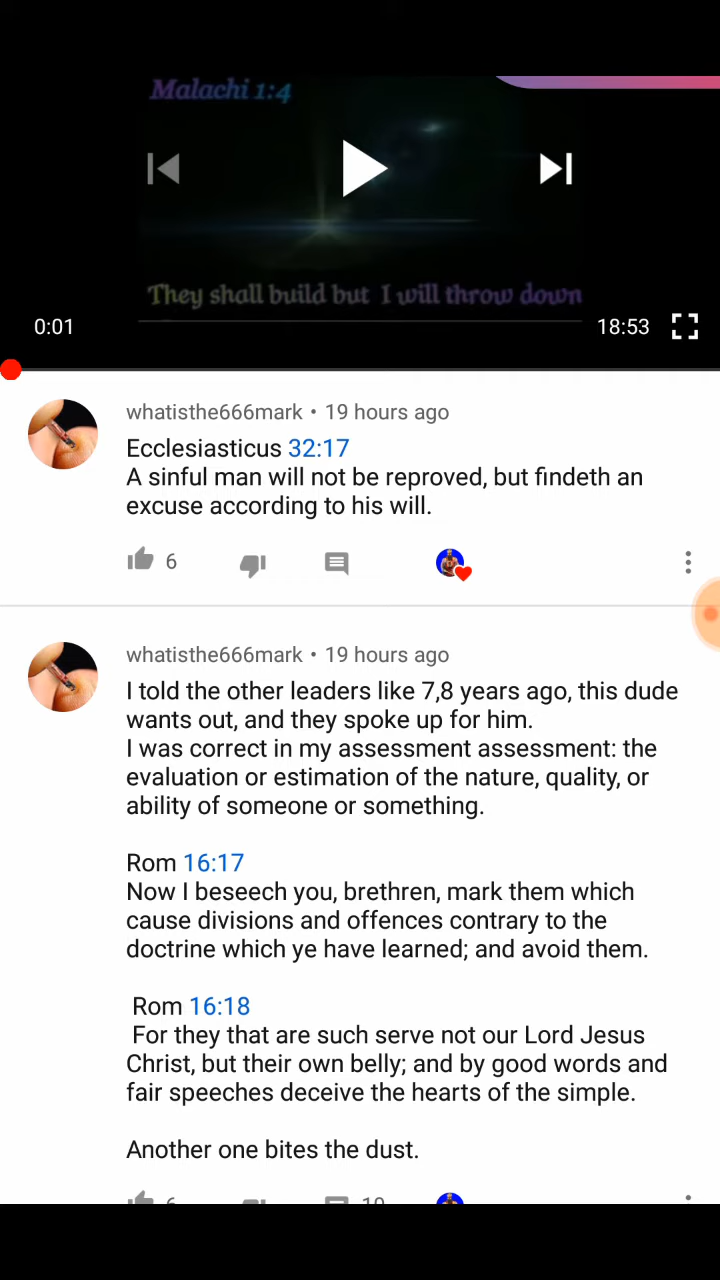 Malachi 1:4
They shall build but I will throw down
0:01
18:53
whatisthe666mark • 19 hours ago
Ecclesiasticus 32:17
A sinful man will not be reproved, but findeth an
excuse according to his will.
6
whatisthe666mark • 19 hours ago
I told the other leaders like 7,8 years ago, this dude
wants out, and they spoke up for him.
I was correct in my assessment assessment: the
evaluation or estimation of the nature, quality, or
ability of someone or something.
Rom 16:17
Now I beseech you, brethren, mark them which
cause divisions and offences contrary to the
doctrine which ye have learned; and avoid them.
Rom 16:18
For they that are such serve not our Lord Jesus
Christ, but their own belly; and by good words and
fair speeches deceive the hearts of the simple.
Another one bites the dust.